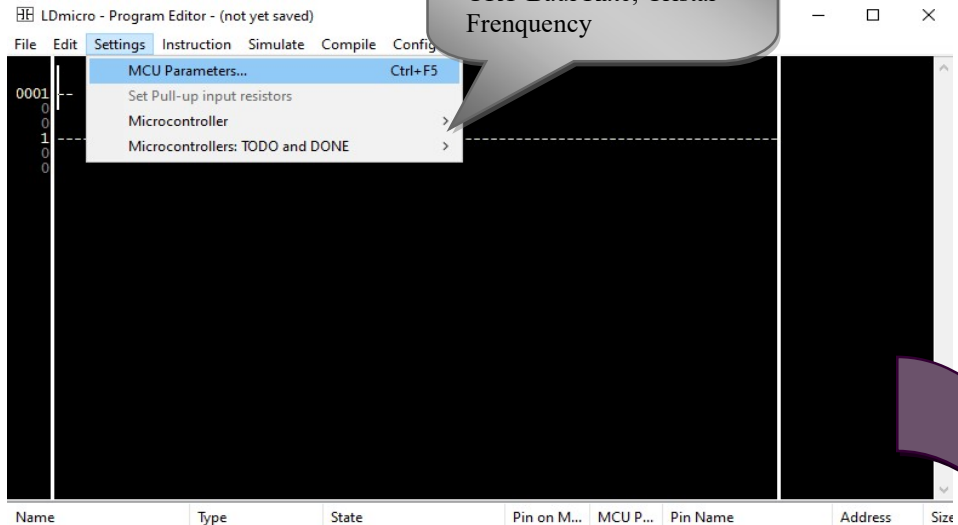 LDmicro - Program Editor - (not yet saved)
Frenquency
File Edit Settings Instruction Simulate Compile Config
MCU Parameters... Ctrl+F5
Set Pull-up input resistors
Microcontroller >
Microcontrollers: TODO and DONE >
0001
0
0
1
0
0
Name Type State Pin on M... MCU P... Pin Name Address Size